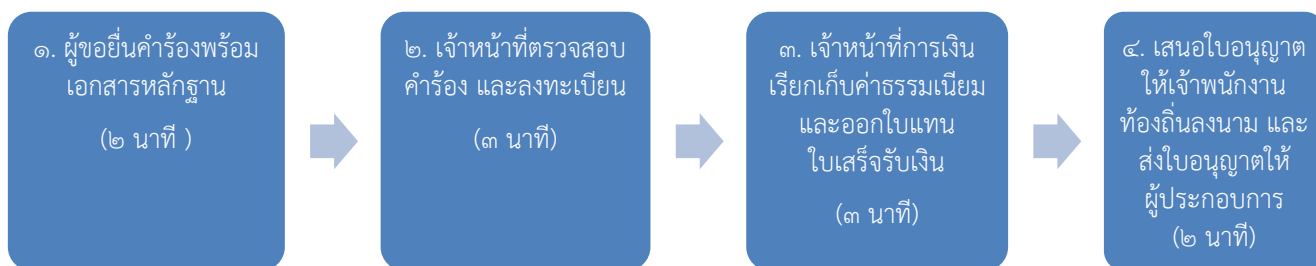 ๑. ผู้ขอยื่นคำร้องพร้อม
เอกสารหลักฐาน
(๒ นาที )
๒. เจ้าหน้าที่ตรวจสอบ
คำร้อง และลงทะเบียน
(๓ นาที)
๓. เจ้าหน้าที่การเงิน
เรียกเก็บค่าธรรมเนียม
และออกใบแทน
ใบเสร็จรับเงิน
(๓ นาที)
๔. เสนอใบอนุญาต
ให้เจ้าพนักงาน
ท้องถิ่นลงนาม และ
ส่งใบอนุญาตให้
ผู้ประกอบการ
(๒ นาที)